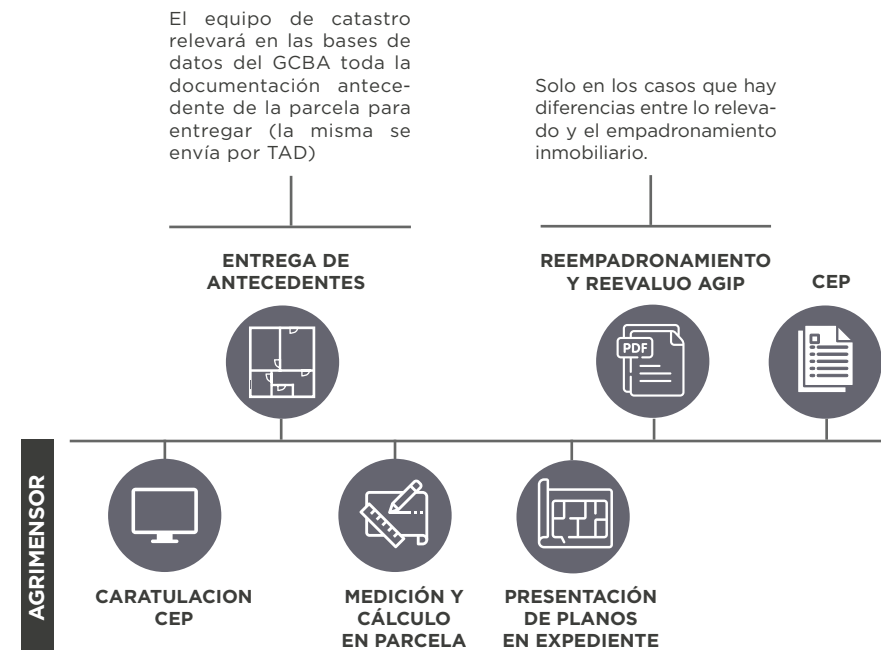 El equipo de catastro
relevará en las bases de
datos del GCBA toda la
documentación antece-
dente de la parcela para
entregar (la misma se
envía por TAD)
Solo en los casos que hay
diferencias entre lo releva-
do y el empadronamiento
inmobiliario.
ENTREGA DE
ANTECEDENTES
REEMPADRONAMIENTO
Y REEVALUO AGIP
CEP
PDF
AGRIMENSOR
CARATULACION
CEP
MEDICIÓN Y
CÁLCULO
EN PARCELA
PRESENTACIÓN
DE PLANOS
EN EXPEDIENTE